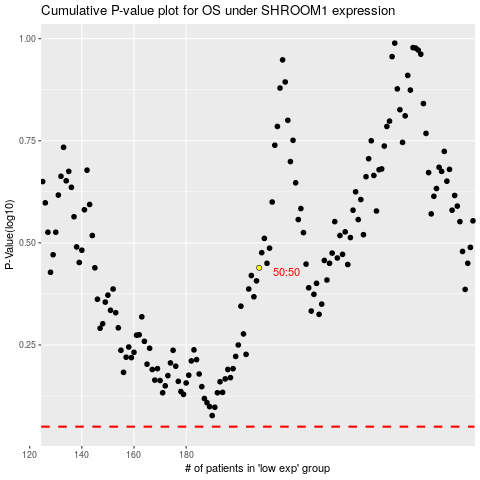 Cumulative P-value plot for OS under SHROOM1 expression
P-Value(log10)
1.00
0.75
0.50
0.25
50:50
120 140 160 180
# of patients in 'low exp' group